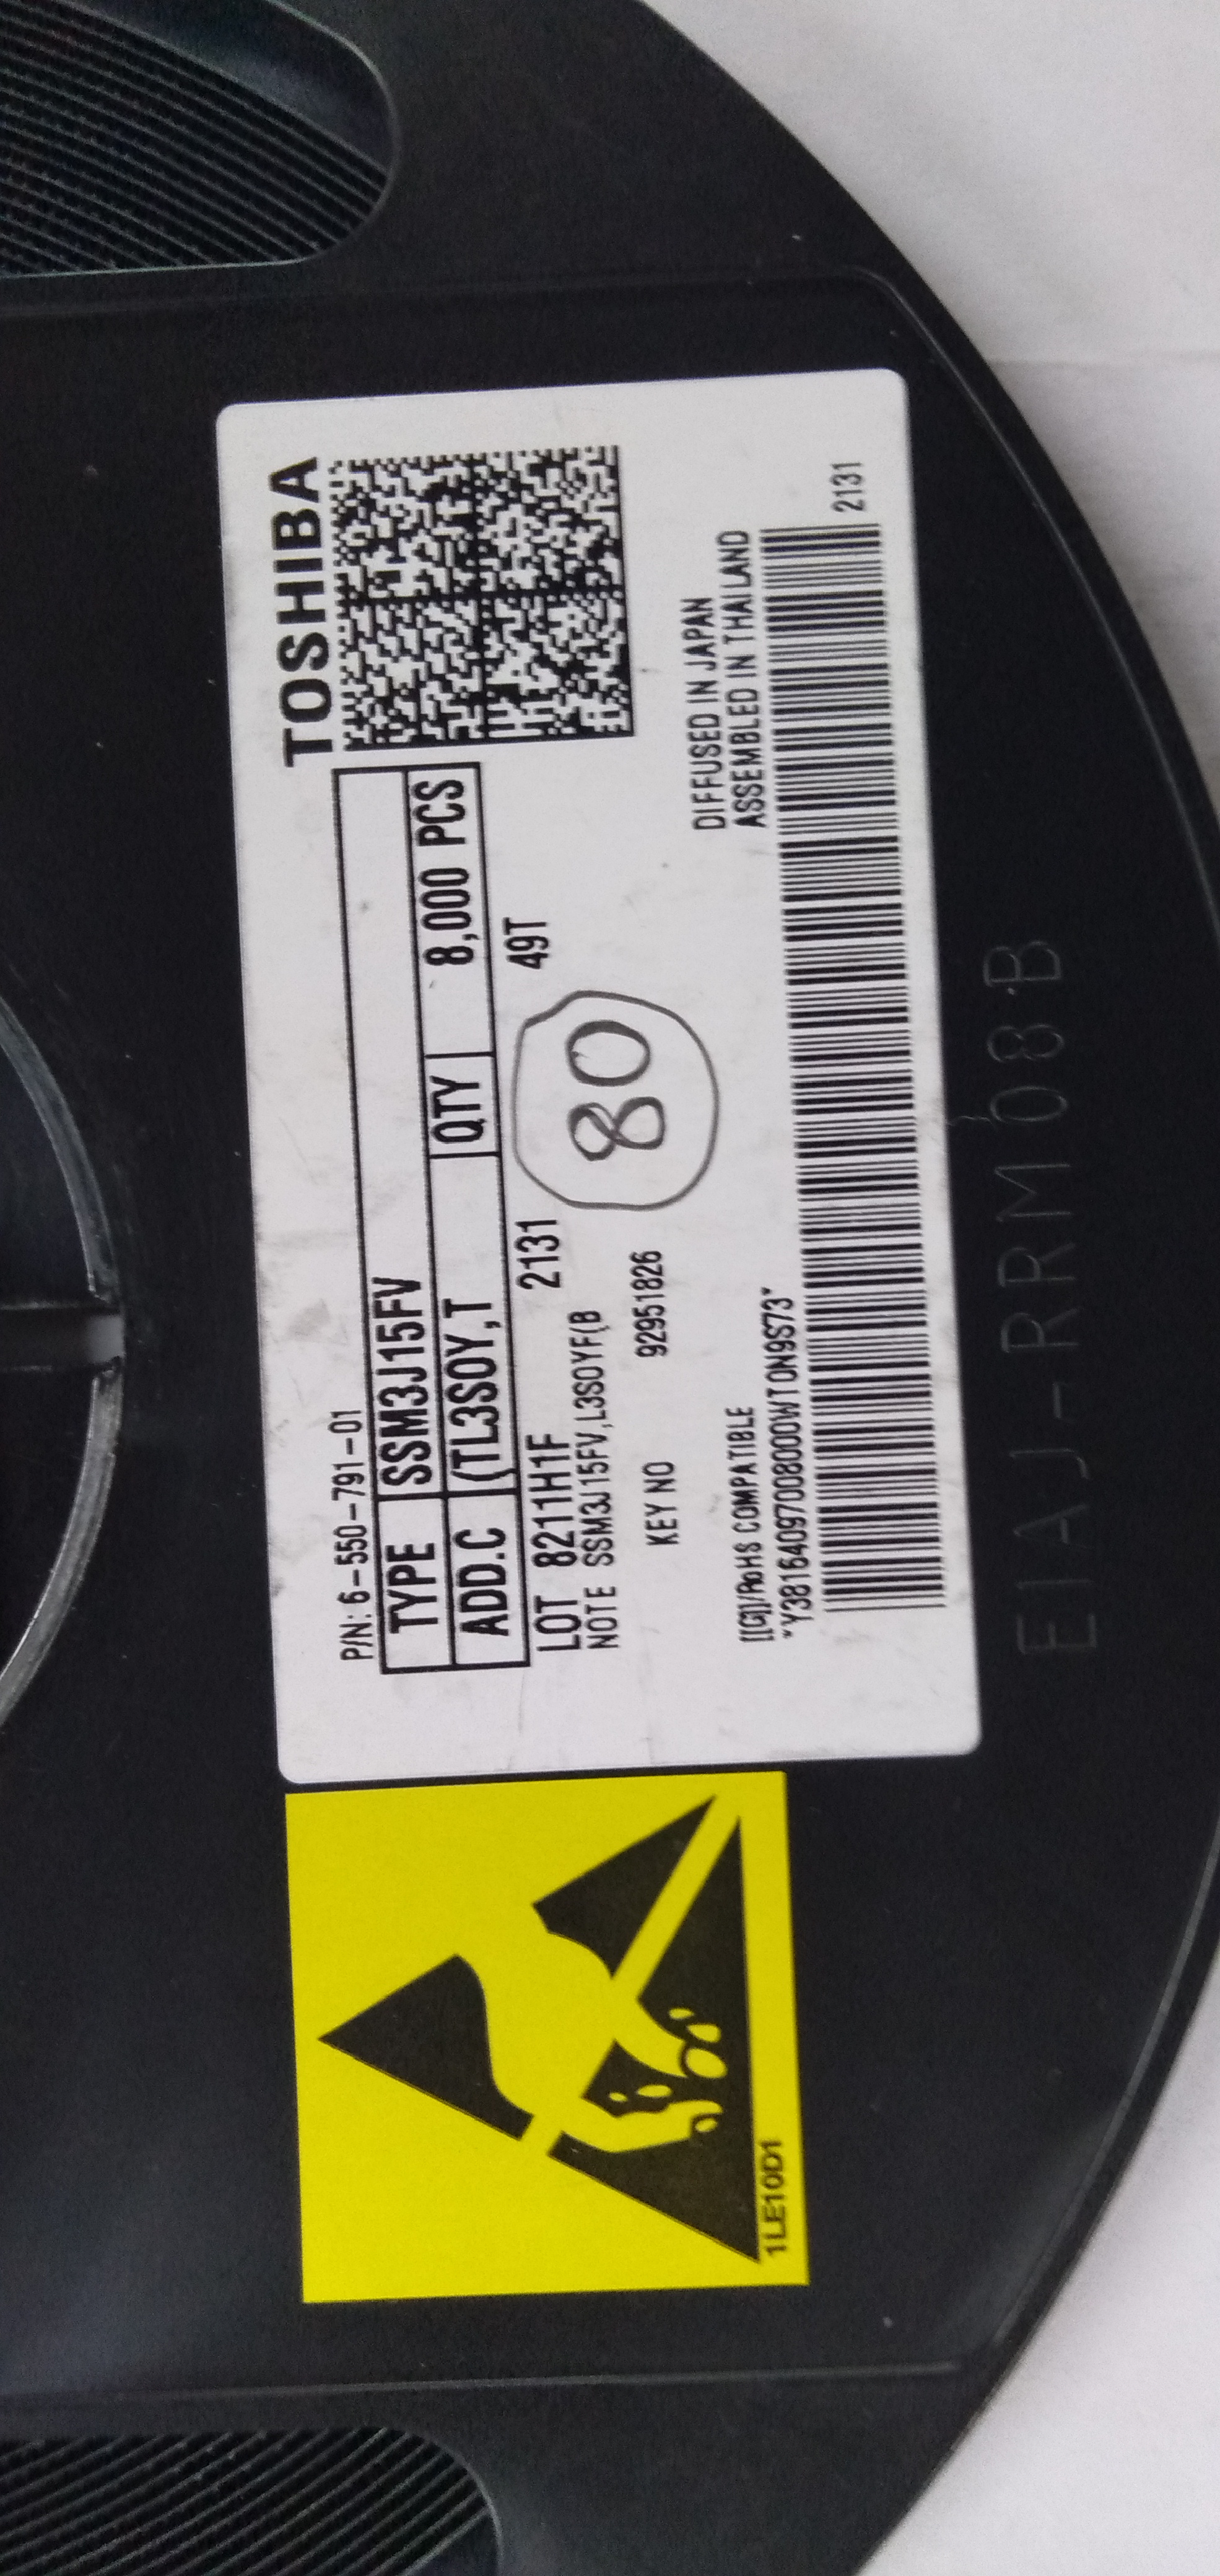 TOSHIBA
P/N: 6-550-791-01
TYPE SSM3J15FV
ADD.C (TL3SOY,T QTY 8,000 PCS
LOT 8211H1F 2131 49T
NOTE SSM3J15FV,L3SOYF(B
80
KEY NO 92951826
DIFFUSED IN JAPAN
[[G]]/RoHS COMPATIBLE ASSEMBLED IN THAILAND
*Y38164097008000WT0N9S73*
2131
EIAJ-RRM08B
1LE10D1